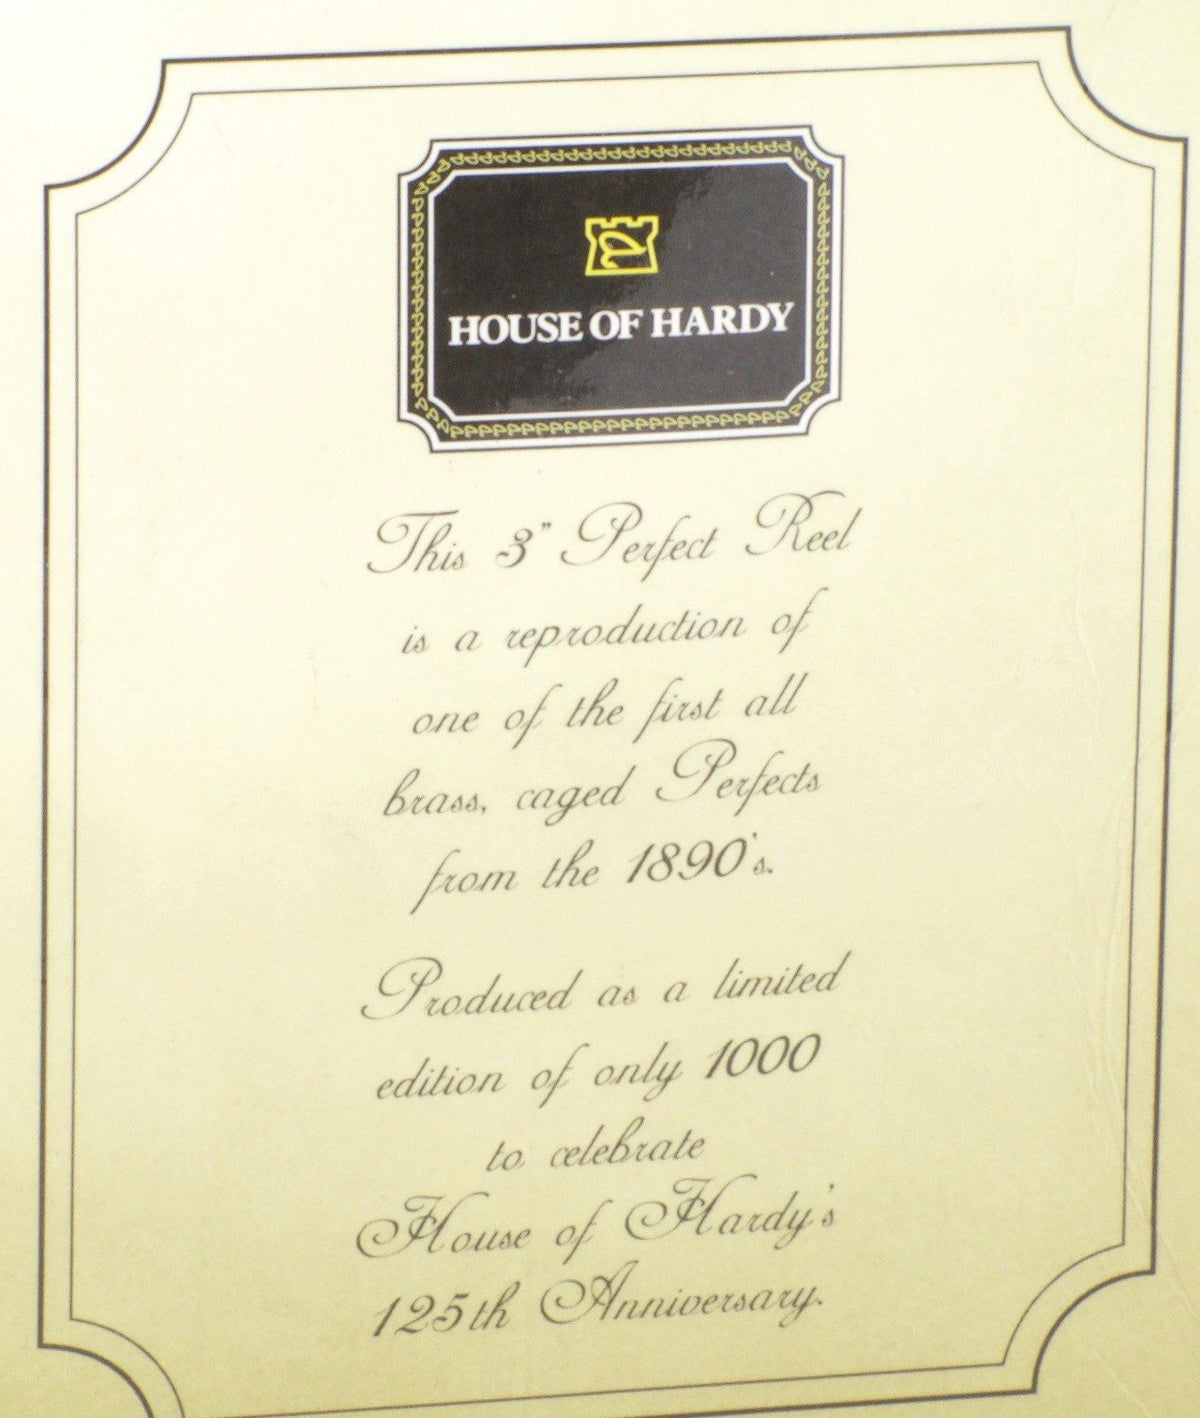 HOUSE OF HARDY
This 3" Perfect Reel
is a reproduction of
one of the first all
brass, caged Perfects
from the 1890's.
Produced as a limited
edition of only 1000
to celebrate
House of Hardy's
125th Anniversary.